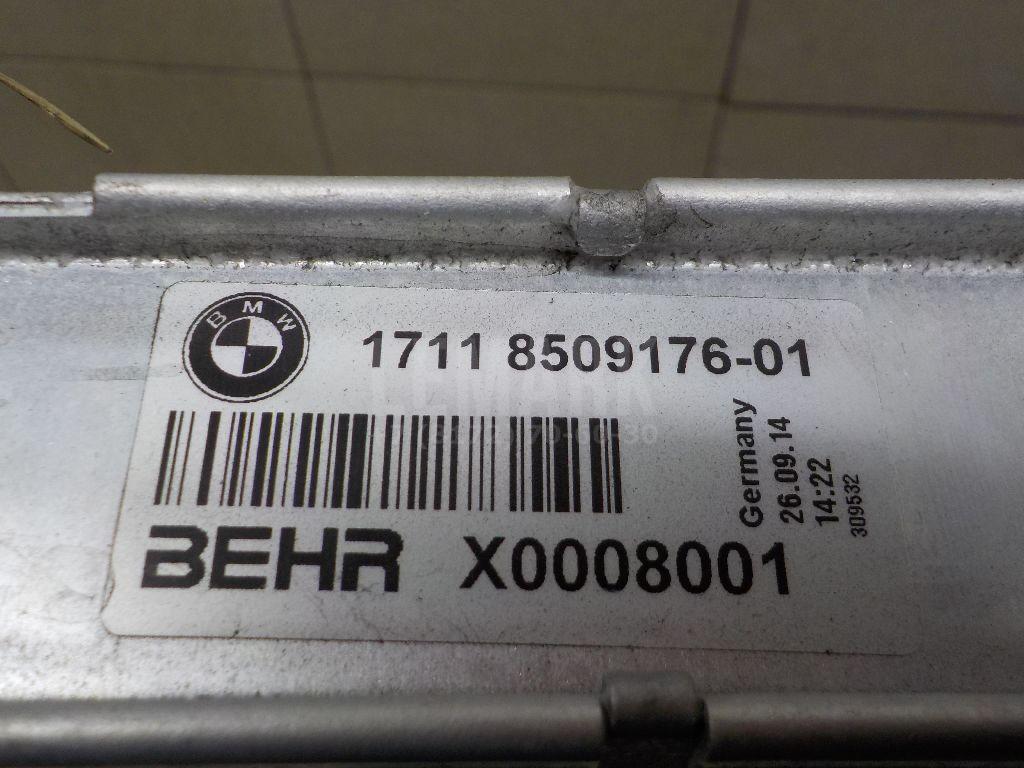 BMW
1711 8509176-01
BEHR X0008001
Germany
26.09.14
14:22
309532